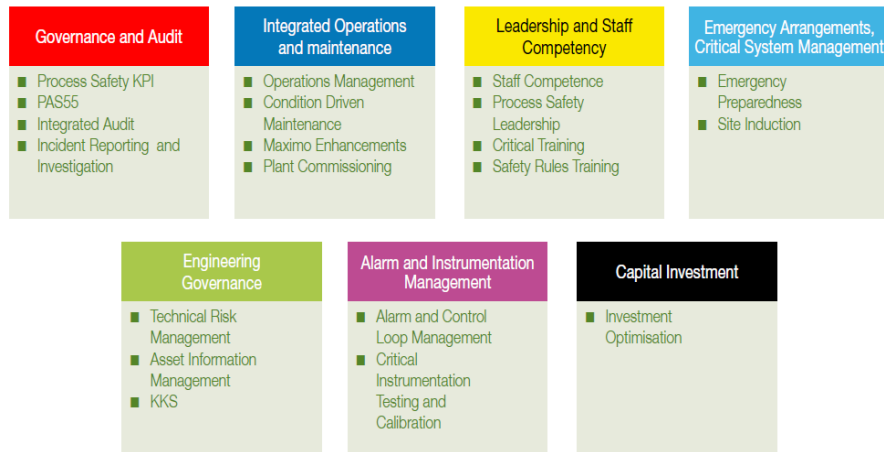 Governance and Audit
Process Safety KPI
PAS55
Integrated Audit
Incident Reporting and
Investigation
Integrated Operations
and maintenance
Operations Management
Condition Driven
Maintenance
Maximo Enhancements
Plant Commissioning
Leadership and Staff
Competency
Staff Competence
Process Safety
Leadership
Critical Training
Safety Rules Training
Emergency Arrangements,
Critical System Management
Emergency
Preparedness
Site Induction
Engineering
Governance
Technical Risk
Management
Asset Information
Management
KKS
Alarm and Instrumentation
Management
Alarm and Control
Loop Management
Critical
Instrumentation
Testing and
Calibration
Capital Investment
Investment
Optimisation